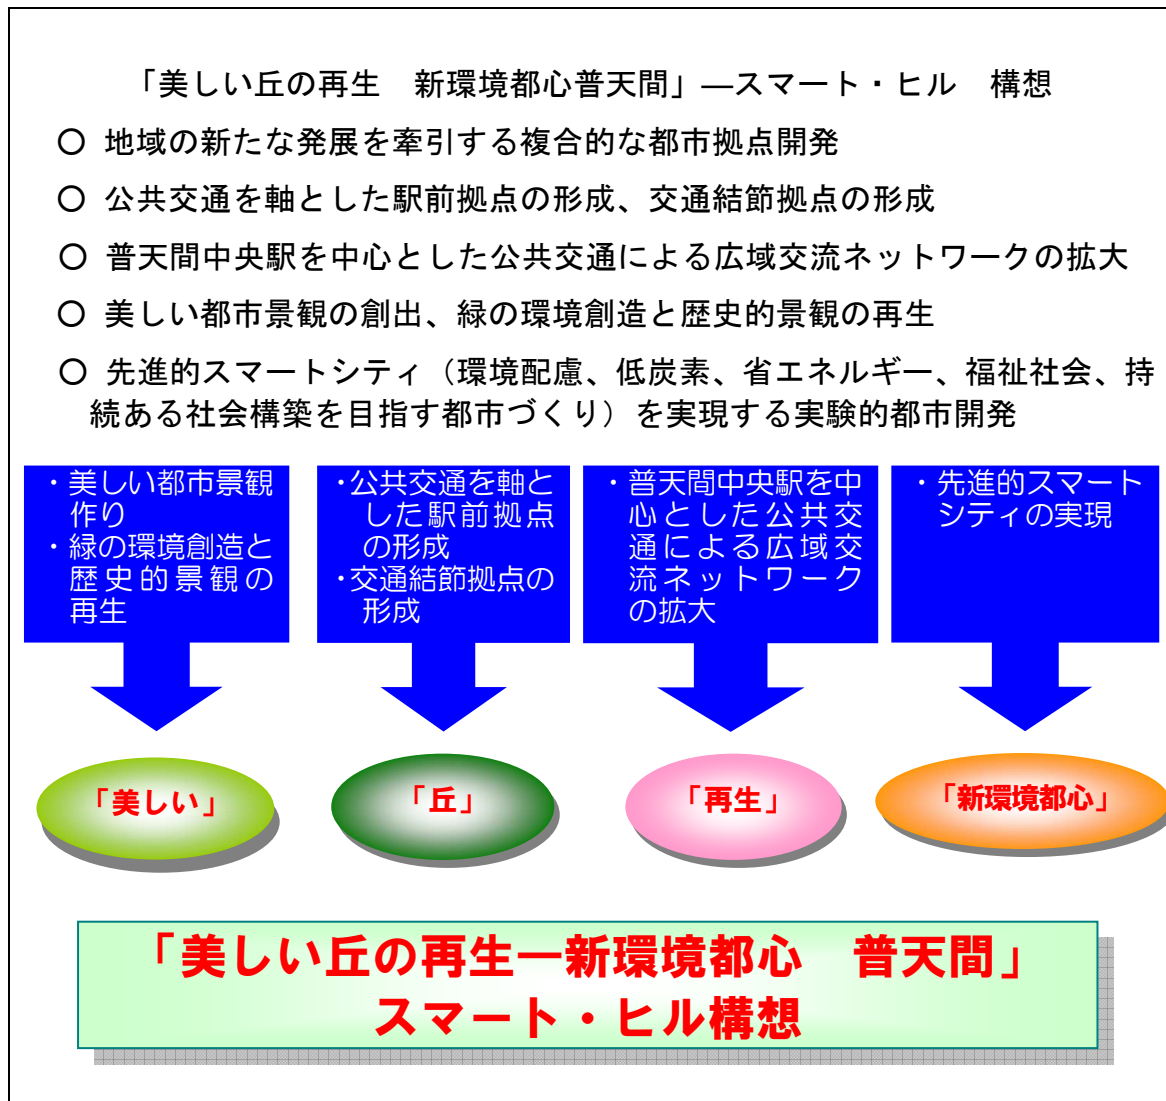 「美しい丘の再生　新環境都心普天間」―スマート・ヒル　構想
〇 地域の新たな発展を牽引する複合的な都市拠点開発
〇 公共交通を軸とした駅前拠点の形成、交通結節拠点の形成
〇 普天間中央駅を中心とした公共交通による広域交流ネットワークの拡大
〇 美しい都市景観の創出、緑の環境創造と歴史的景観の再生
〇 先進的スマートシティ（環境配慮、低炭素、省エネルギー、福祉社会、持
続ある社会構築を目指す都市づくり）を実現する実験的都市開発
・美しい都市景観
作り
・緑の環境創造と
歴史的景観の
再生
・公共交通を軸と
した駅前拠点
の形成
・交通結節拠点の
形成
・普天間中央駅を中
心とした公共交
通による広域交
流ネットワーク
の拡大
・先進的スマート
シティの実現
「美しい」
「丘」
「再生」
「新環境都心」
「美しい丘の再生―新環境都心　普天間」
スマート・ヒル構想